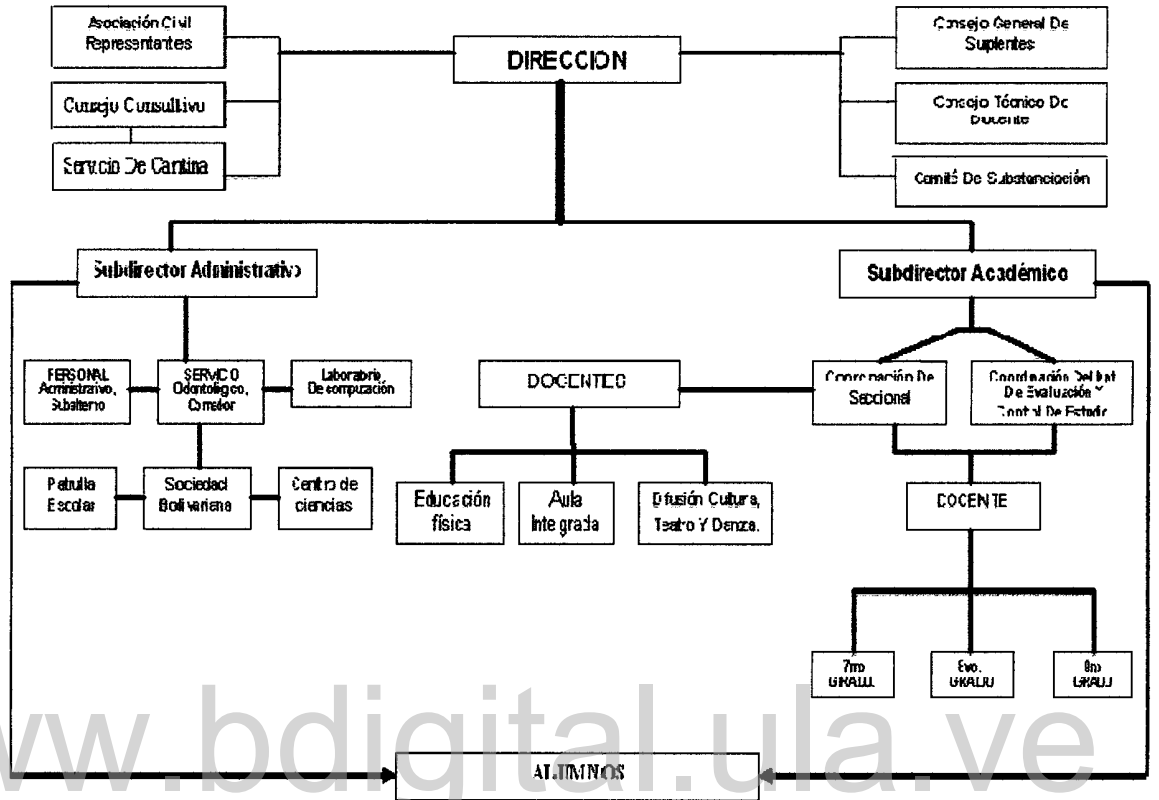 Asociación Civil
Representantes
Consejo Consultivo
Servicio De Cantina
DIRECCION
Consejo General De
Suplentes
Consejo Técnico De
Docente
Comité De Substanciación
Subdirector Administrativo
Subdirector Académico
PERSONAL
Administrativo,
Subalterno
SERVICIO
Odontológico,
Comedor
Laboratorio
De computación
DOCENTES
Coordinación De
Seccional
Coordinación Del
De Evaluación Y
Control De Estudio
Patrulla
Escolar
Sociedad
Bolivariana
Centro de
ciencias
Educación
física
Aula
Integrada
Difusión Cultura,
Teatro Y Danza.
DOCENTE
7mo
GRADO
8vo.
GRADO
9no
GRADO
ALUMNOS
www.bdigital.ula.ve